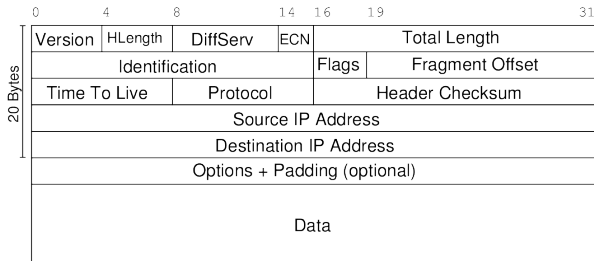 0 4 8 14 16 19 31
Version HLength DiffServ ECN Total Length
Identification Flags Fragment Offset
Time To Live Protocol Header Checksum
Source IP Address
Destination IP Address
Options + Padding (optional)
Data
20 Bytes